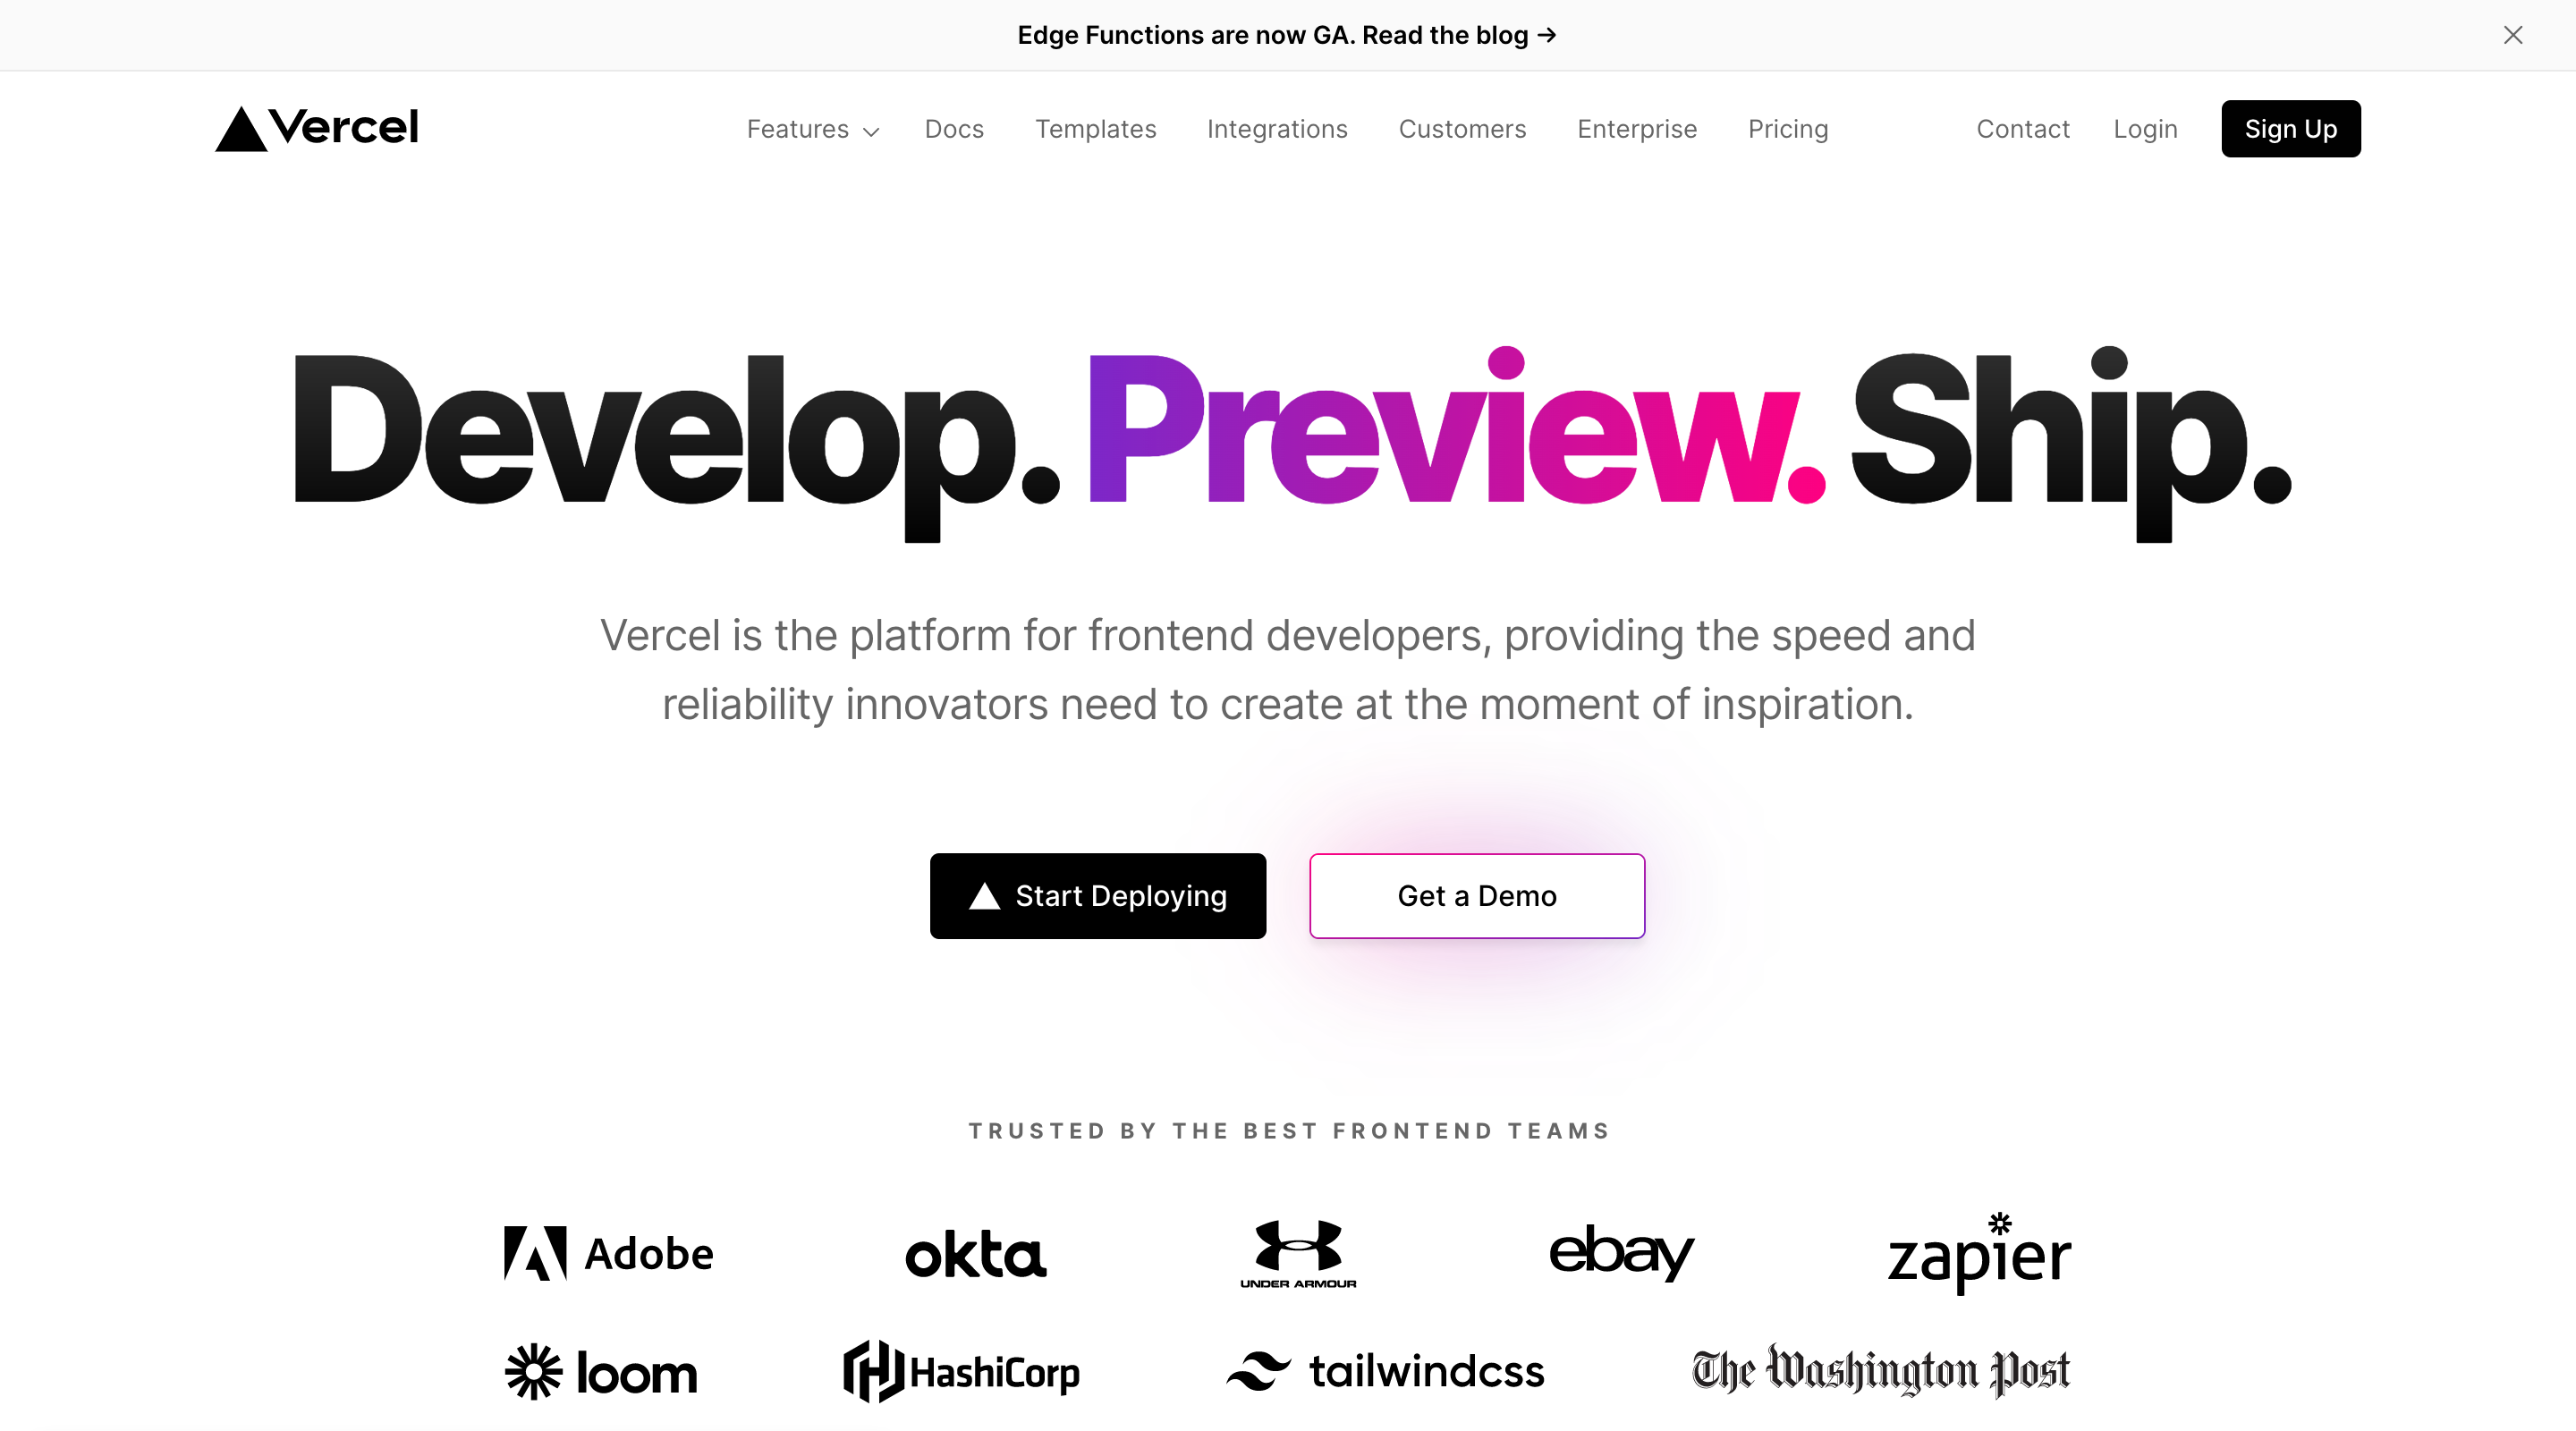 Edge Functions are now GA. Read the blog →
Vercel
Features Docs Templates Integrations Customers Enterprise Pricing Contact Login Sign Up
Develop. Preview. Ship.
Vercel is the platform for frontend developers, providing the speed and
reliability innovators need to create at the moment of inspiration.
Start Deploying Get a Demo
TRUSTED BY THE BEST FRONTEND TEAMS
Adobe okta UNDER ARMOUR ebay zapier
loom HashiCorp tailwindcss The Washington Post